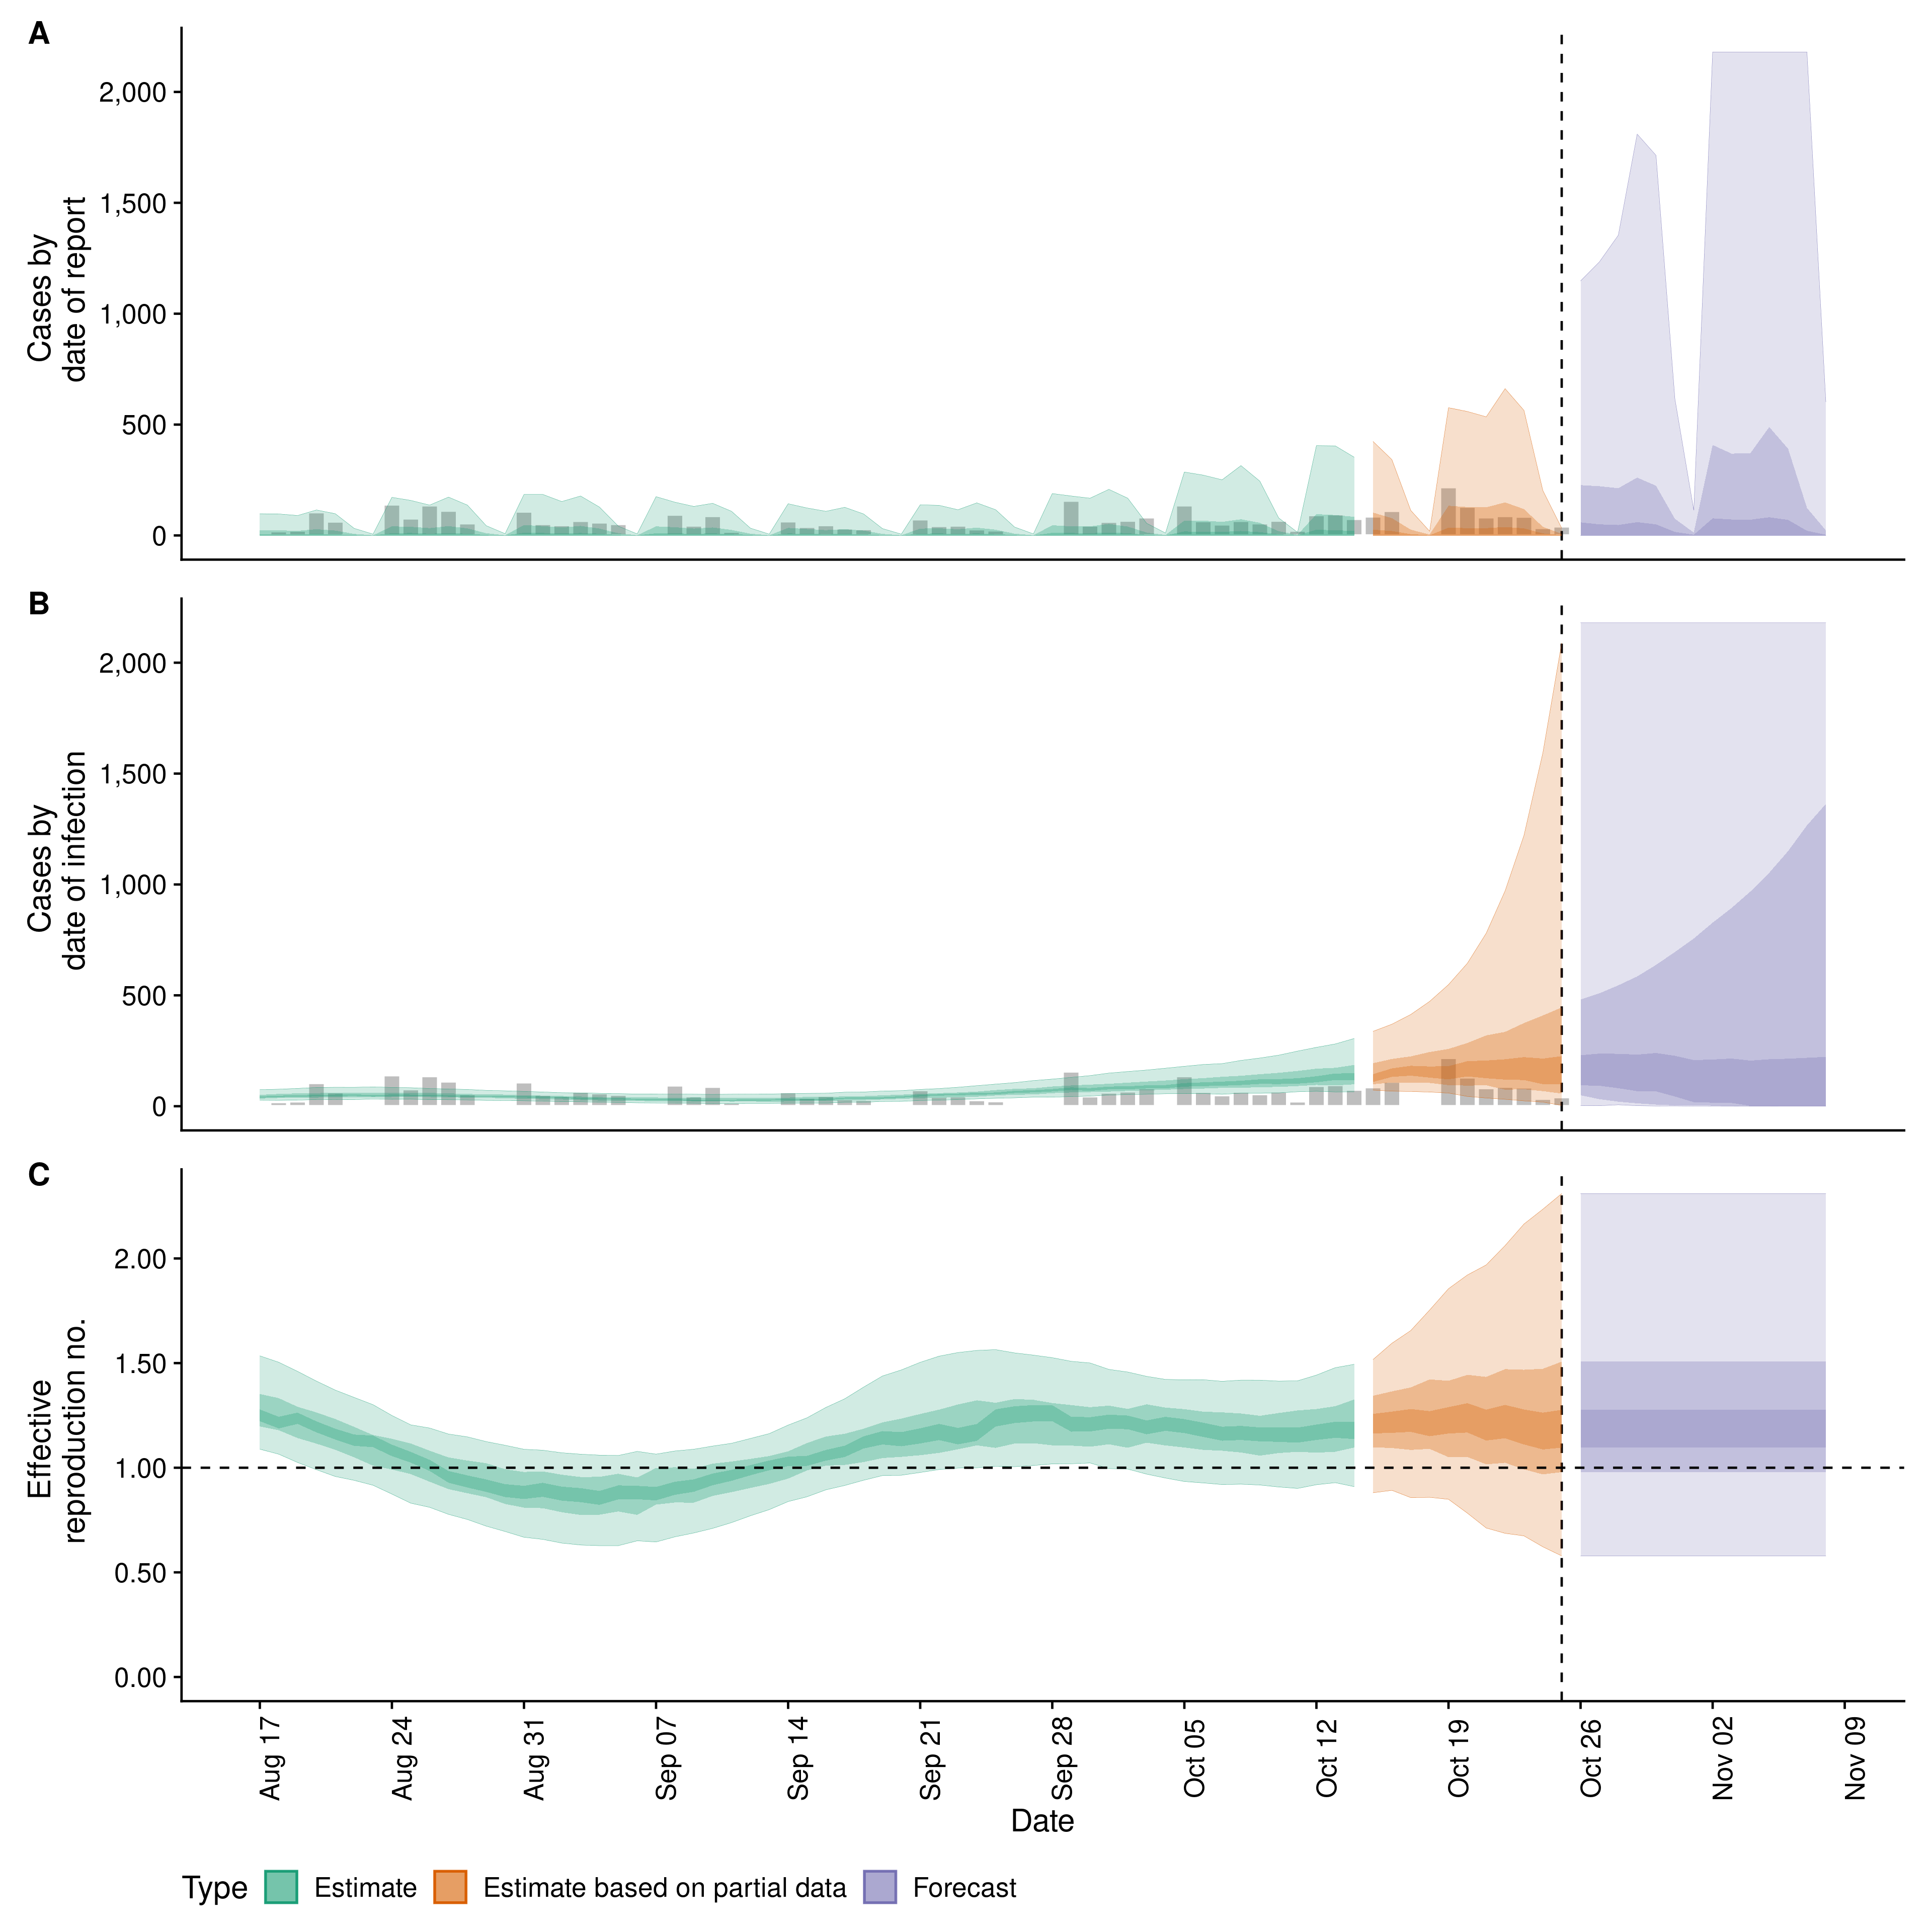 A
2,000
1,500
1,000
500
0
Cases by
date of report
B
2,000
1,500
1,000
500
0
Cases by
date of infection
C
2.00
1.50
1.00
0.50
0.00
Effective
reproduction no.
Aug 17
Aug 24
Aug 31
Sep 07
Sep 14
Sep 21
Sep 28
Oct 05
Oct 12
Oct 19
Oct 26
Nov 02
Nov 09
Date
Type Estimate Estimate based on partial data Forecast